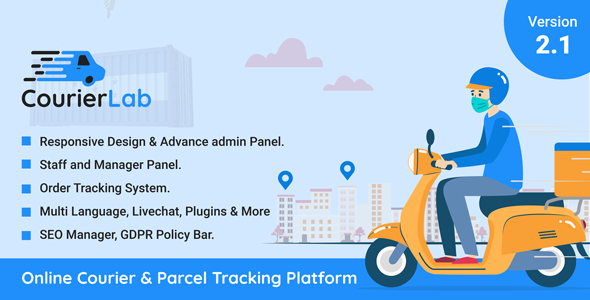 Version
2.1
CourierLab
Responsive Design & Advance admin Panel.
Staff and Manager Panel.
Order Tracking System.
Multi Language, Livechat, Plugins & More
SEO Manager, GDPR Policy Bar.
Online Courier & Parcel Tracking Platform